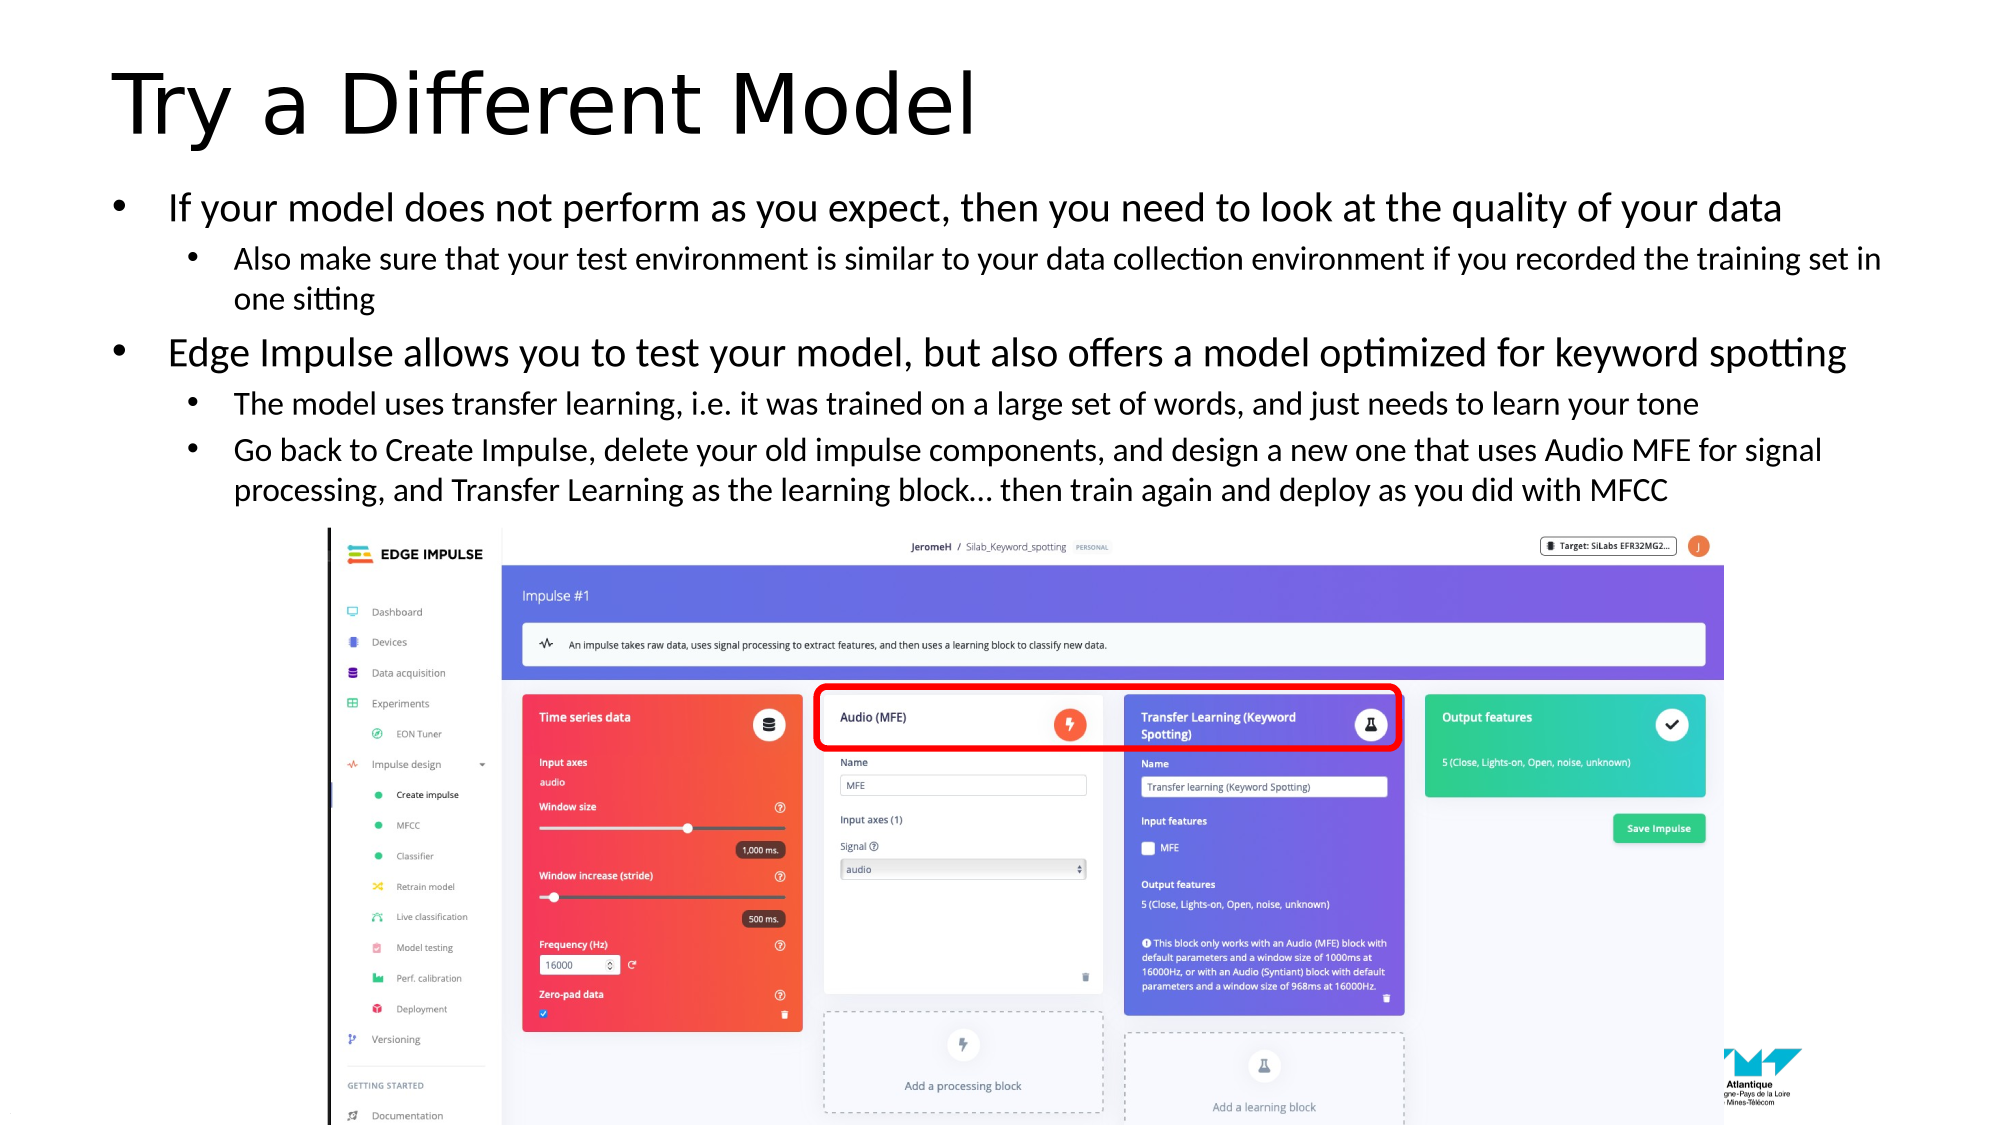 Try a Different Model
• If your model does not perform as you expect, then you need to look at the quality of your data
• Also make sure that your test environment is similar to your data collection environment if you recorded the training set in
one sitting
• Edge Impulse allows you to test your model, but also offers a model optimized for keyword spotting
• The model uses transfer learning, i.e. it was trained on a large set of words, and just needs to learn your tone
• Go back to Create Impulse, delete your old impulse components, and design a new one that uses Audio MFE for signal
processing, and Transfer Learning as the learning block… then train again and deploy as you did with MFCC
EDGE IMPULSE
JeromeH / Silab_Keyword_spotting PERSONAL
Target: SiLabs EFR32MG2...
J
Dashboard
Devices
Data acquisition
Experiments
EON Tuner
Impulse design
Create impulse
MFCC
Classifier
Retrain model
Live classification
Model testing
Perf. calibration
Deployment
Versioning
GETTING STARTED
Documentation
Impulse #1
An impulse takes raw data, uses signal processing to extract features, and then uses a learning block to classify new data.
Time series data
Input axes
audio
Window size
1,000 ms.
Window increase (stride)
500 ms.
Frequency (Hz)
16000
Zero-pad data
Audio (MFE)
Name
MFE
Input axes (1)
Signal
audio
Add a processing block
Transfer Learning (Keyword
Spotting)
Name
Transfer learning (Keyword Spotting)
Input features
MFE
Output features
5 (Close, Lights-on, Open, noise, unknown)
This block only works with an Audio (MFE) block with
default parameters and a window size of 1000ms at
16000Hz, or with an Audio (Syntiant) block with default
parameters and a window size of 968ms at 16000Hz.
Add a learning block
Output features
5 (Close, Lights-on, Open, noise, unknown)
Save Impulse
Atlantique
gne-Pays de la Loire
Mines-Télécom